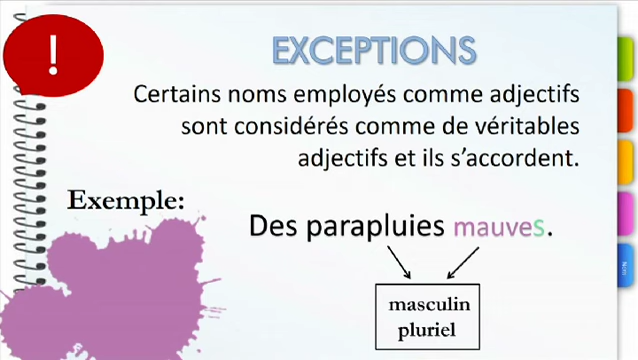 !
EXCEPTIONS
Certains noms employés comme adjectifs
sont considérés comme de véritables
adjectifs et ils s’accordent.
Exemple:
Des parapluies mauves.
masculin
pluriel